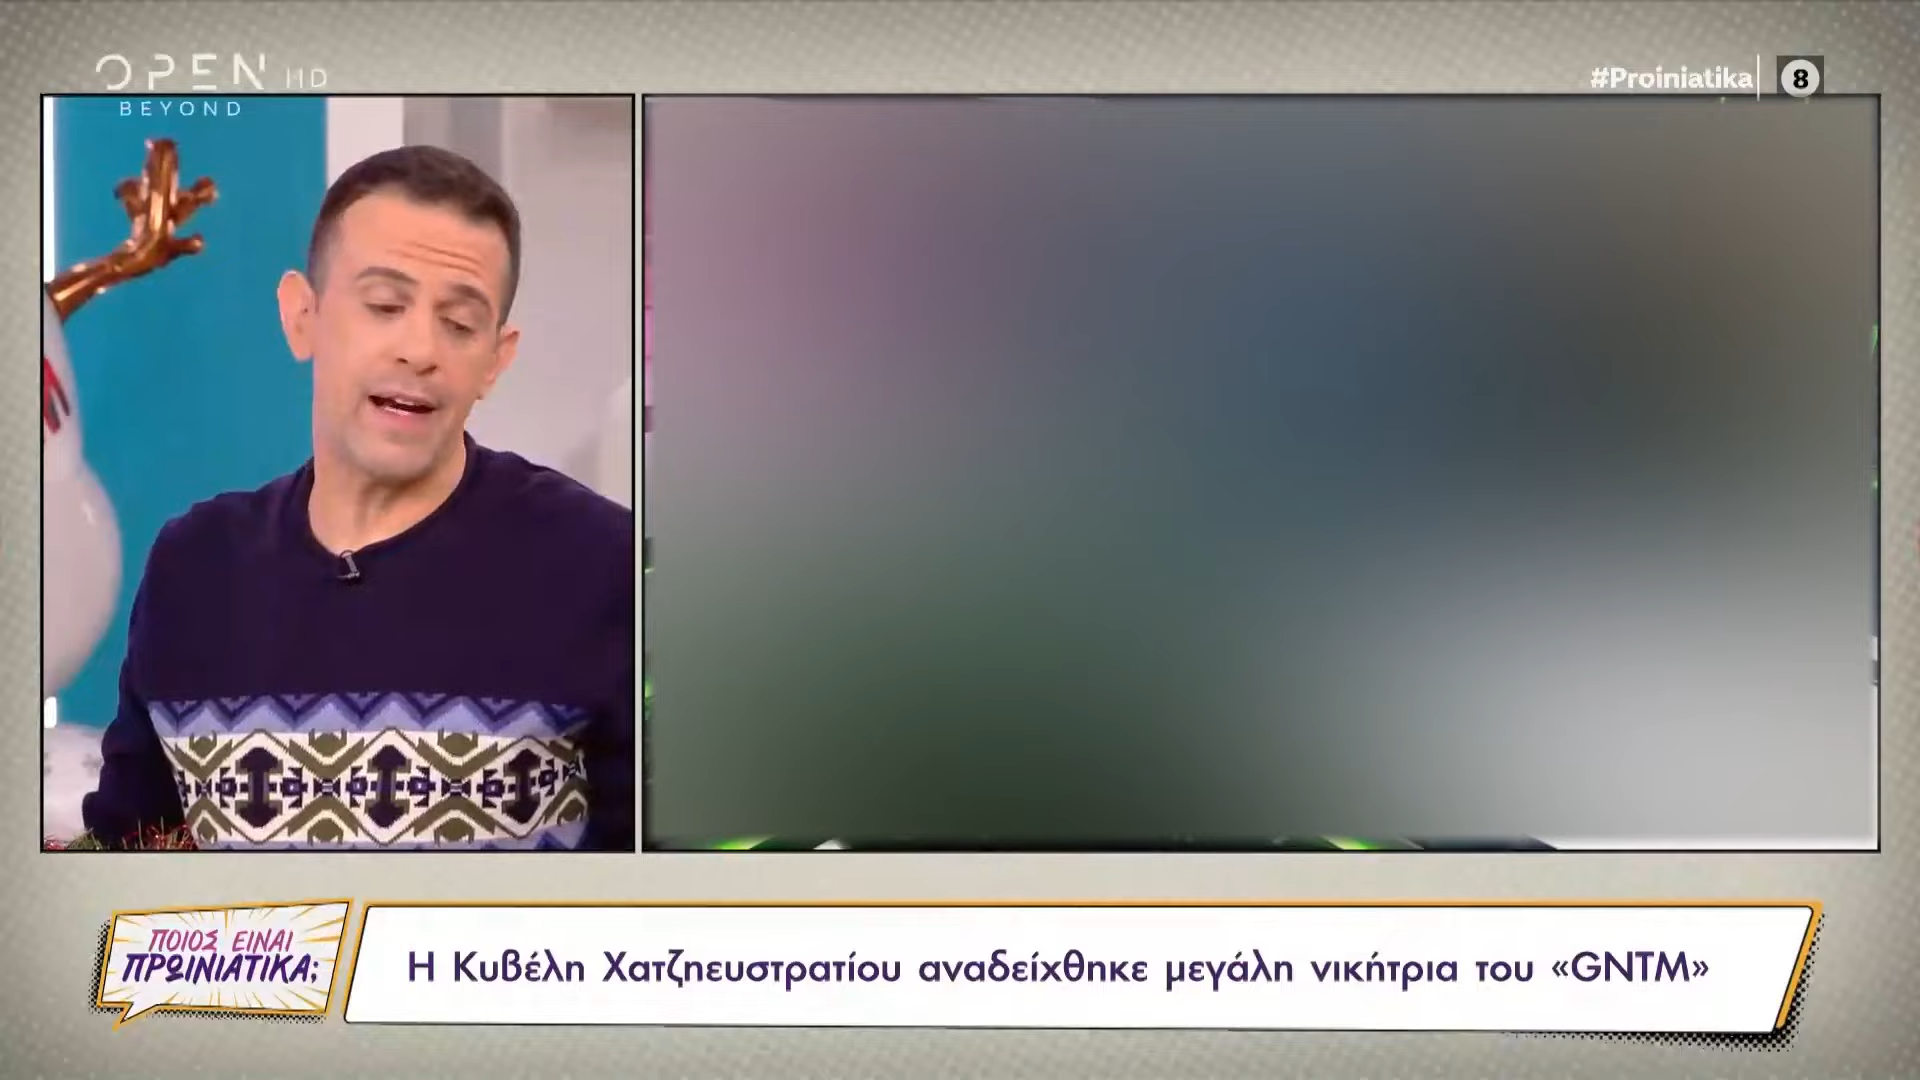 OPEN HD
BEYOND
#Proiniatika
8
ΠΟΙΟΣ ΕΙΝΑΙ
ΠΡΩΙΝΙΑΤΙΚΑ;
Η Κυβέλη Χατζηευστρατίου αναδείχθηκε μεγάλη νικήτρια του «GNTM»